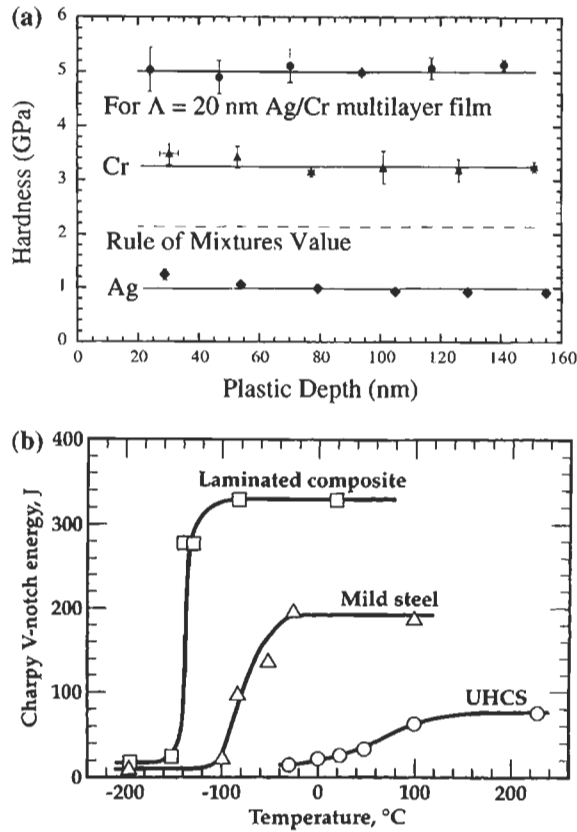 (a)
6
5
4
3
2
1
0
Hardness (GPa)
For Λ = 20 nm Ag/Cr multilayer film
Cr
Rule of Mixtures Value
Ag
0 20 40 60 80 100 120 140 160
Plastic Depth (nm)
(b)
400
300
200
100
0
Charpy V-notch energy, J
Laminated composite
Mild steel
UHCS
-200 -100 0 100 200
Temperature, °C